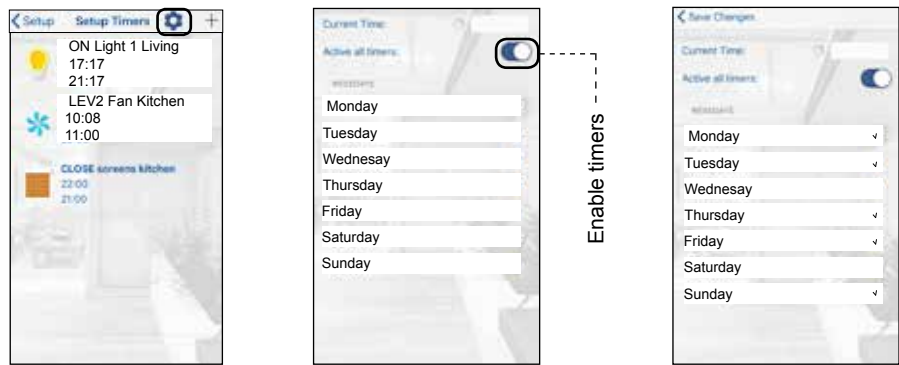 Setup
Setup Timers
+
ON Light 1 Living
17:17
21:17
LEV2 Fan Kitchen
10:08
11:00
CLOSE screens kitchen
22:00
21:00
Current Time:
Active all timers:
WEEKDAYS
Monday
Tuesday
Wednesay
Thursday
Friday
Saturday
Sunday
Enable timers
Save Changes
Current Time:
Active all timers:
WEEKDAYS
Monday
Tuesday
Wednesay
Thursday
Friday
Saturday
Sunday